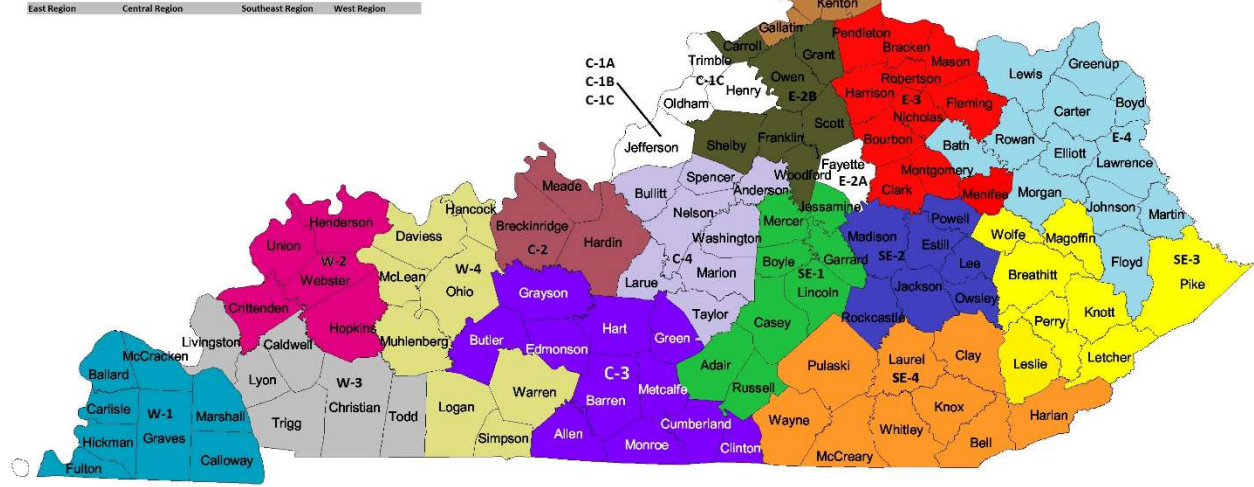 East Region Central Region Southeast Region West Region
Kenton
Gallatin
Pendleton
Carroll
Grant
Bracken
Mason
Trimble
C-1A
C-1B
C-1C
C-1C
Owen
Robertson
Lewis
Greenup
Henry
E-2B
Harrison
E-3
Fleming
Carter
Boyd
Oldham
Nicholas
E-4
Jefferson
Shelby
Franklin
Scott
Bourbon
Bath
Rowan
Elliott
Lawrence
Fayette
E-2A
Woodford
Montgomery
Clark
Menifee
Morgan
Johnson
Martin
Spencer
Anderson
Bullitt
Meade
Jessamine
Hancock
Breckinridge
Nelson
Mercer
Powell
Wolfe
Magoffin
Henderson
Daviess
Hardin
Washington
Madison
Estill
Floyd
SE-3
Pike
Union
W-2
C-2
C-4
Boyle
Garrard
SE-2
Lee
Breathitt
McLean
W-4
Marion
SE-1
Webster
Ohio
Larue
Lincoln
Jackson
Owsley
Knott
Crittenden
Grayson
Taylor
Rockcastle
Perry
Hopkins
Hart
Casey
Livingston
Caldwell
Muhlenberg
Butler
Edmonson
Green
Laurel
Clay
Leslie
Letcher
McCracken
Adair
Pulaski
SE-4
Ballard
Lyon
W-3
Warren
C-3
Metcalfe
Russell
Carlisle
W-1
Marshall
Christian
Todd
Logan
Barren
Knox
Harlan
Hickman
Graves
Trigg
Cumberland
Wayne
Whitley
Simpson
Allen
Monroe
Clinton
Bell
Fulton
Calloway
McCreary